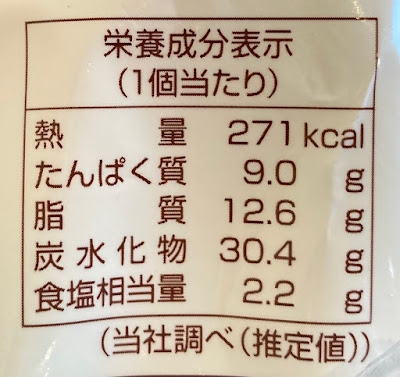 栄養成分表示
(1個当たり)
熱量 271kcal
たんぱく質 9.0 g
脂質 12.6 g
炭水化物 30.4 g
食塩相当量 2.2 g
(当社調べ(推定値))